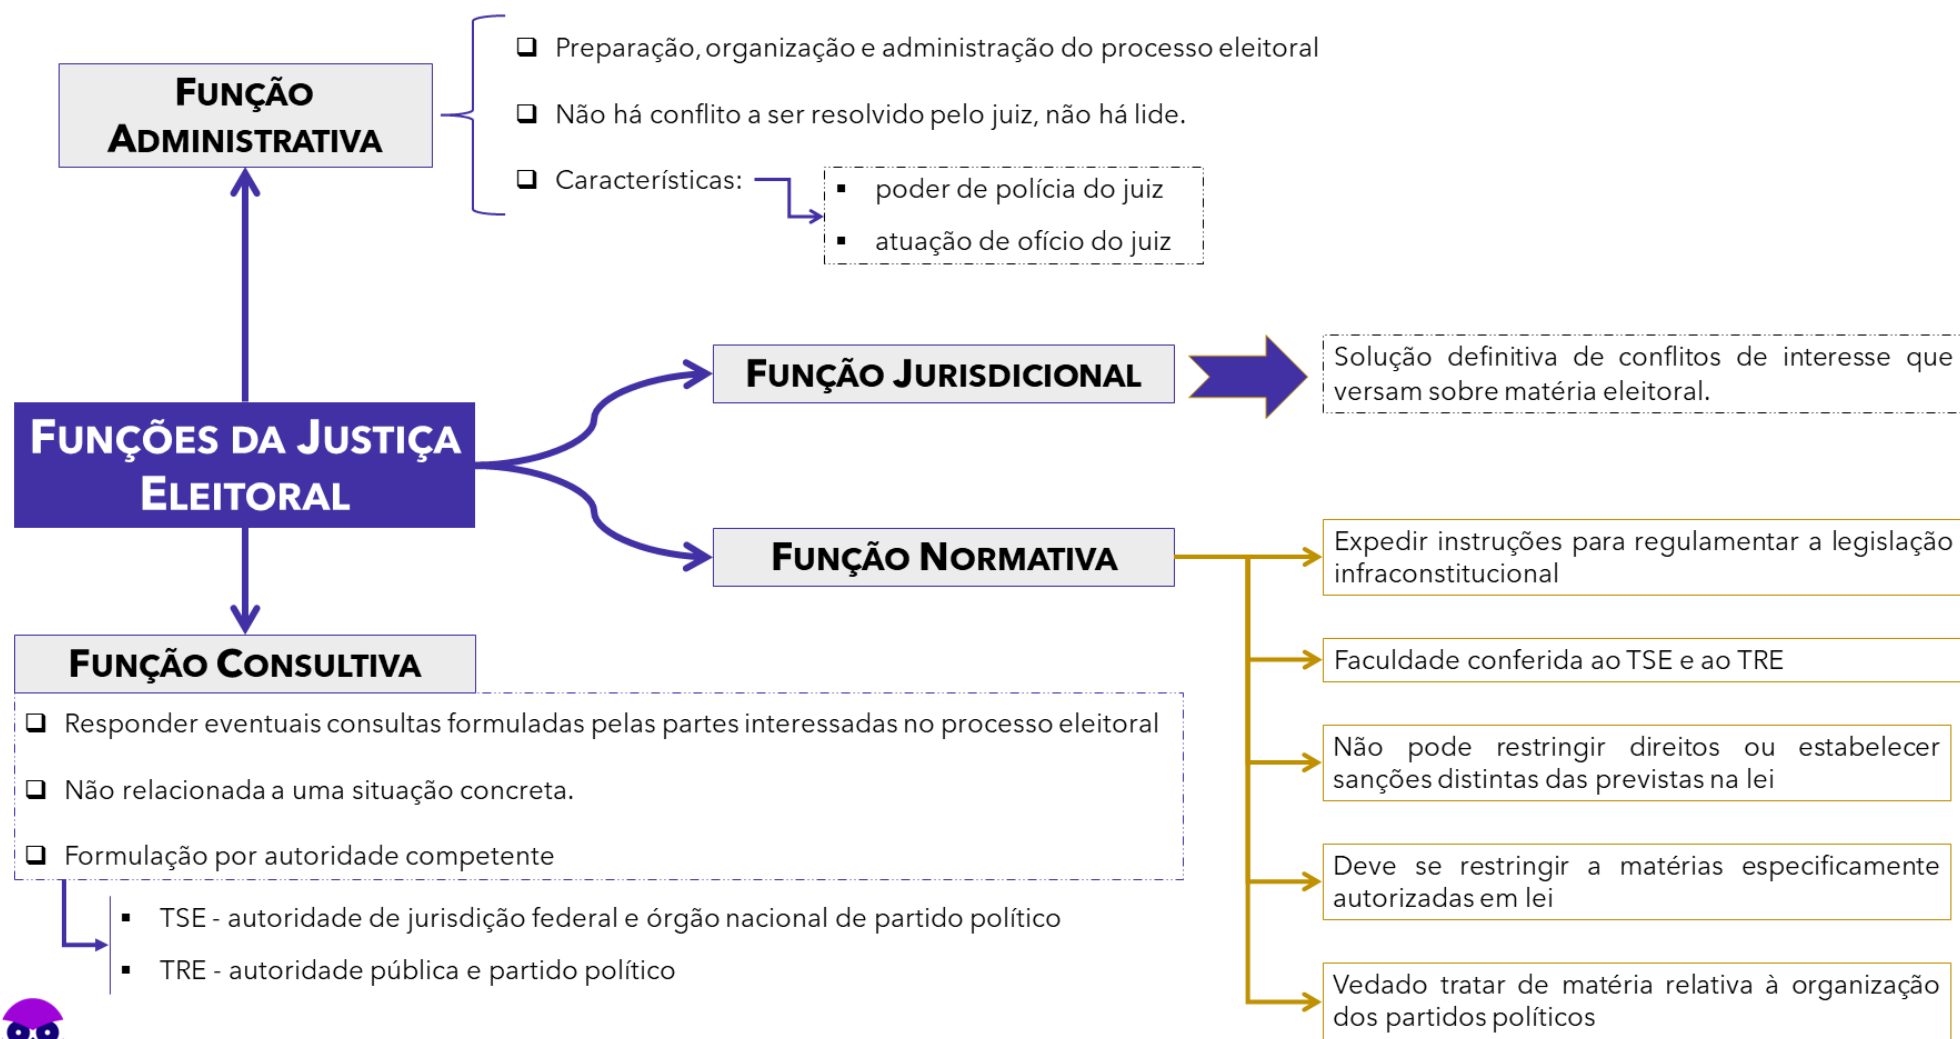 FUNÇÃO
ADMINISTRATIVA
Preparação, organização e administração do processo eleitoral
Não há conflito a ser resolvido pelo juiz, não há lide.
Características:
poder de polícia do juiz
atuação de ofício do juiz
FUNÇÕES DA JUSTIÇA
ELEITORAL
FUNÇÃO JURISDICIONAL
Solução definitiva de conflitos de interesse que
versam sobre matéria eleitoral.
FUNÇÃO NORMATIVA
Expedir instruções para regulamentar a legislação
infraconstitucional
Faculdade conferida ao TSE e ao TRE
Não pode restringir direitos ou estabelecer
sanções distintas das previstas na lei
Deve se restringir a matérias especificamente
autorizadas em lei
Vedado tratar de matéria relativa à organização
dos partidos políticos
FUNÇÃO CONSULTIVA
Responder eventuais consultas formuladas pelas partes interessadas no processo eleitoral
Não relacionada a uma situação concreta.
Formulação por autoridade competente
TSE - autoridade de jurisdição federal e órgão nacional de partido político
TRE - autoridade pública e partido político